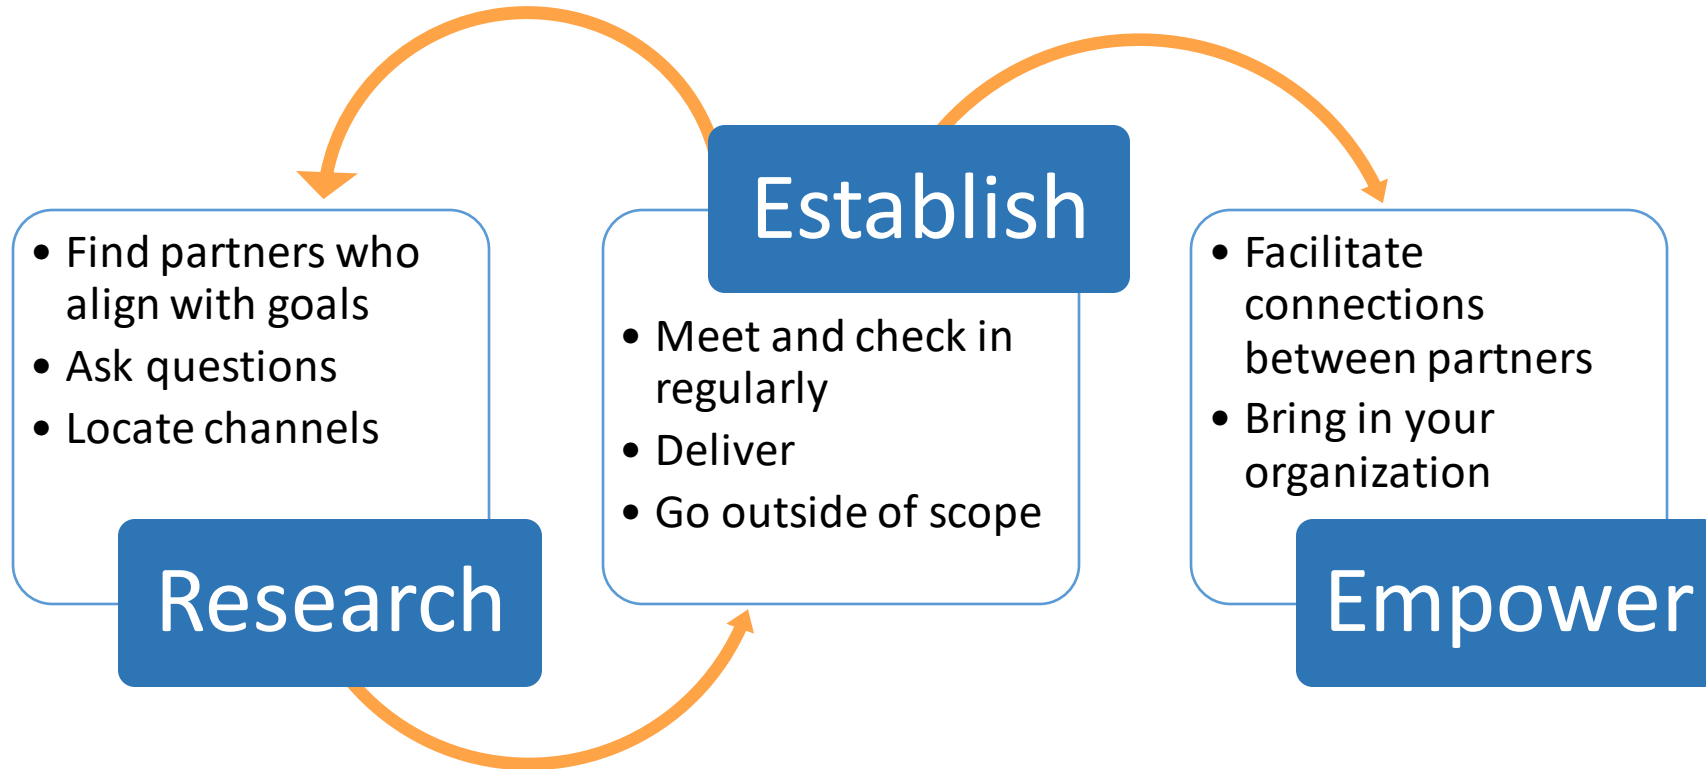 • Find partners who
align with goals
• Ask questions
• Locate channels
Research
Establish
• Meet and check in
regularly
• Deliver
• Go outside of scope
• Facilitate
connections
between partners
• Bring in your
organization
Empower